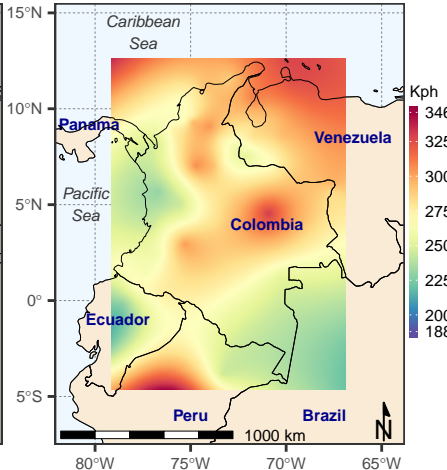 15°N
10°N
5°N
0°
5°S
80°W
75°W
70°W
65°W
Caribbean
Sea
Panama
Venezuela
Pacific
Sea
Colombia
Ecuador
Peru
Brazil
1000 km
N
Kph
346
325
300
275
250
225
200
188